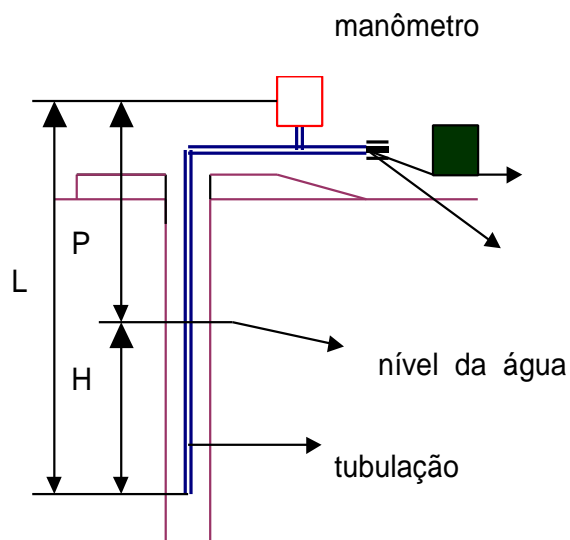 manômetro
P
L
nível da água
H
tubulação